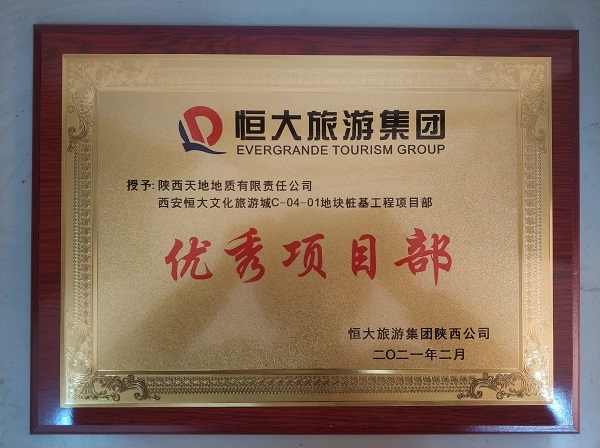 恒大旅游集团
EVERGRANDE TOURISM GROUP
授予:陕西天地地质有限责任公司
西安恒大文化旅游城C-04-01地块桩基工程项目部
优秀项目部
恒大旅游集团陕西公司
二〇二一年二月